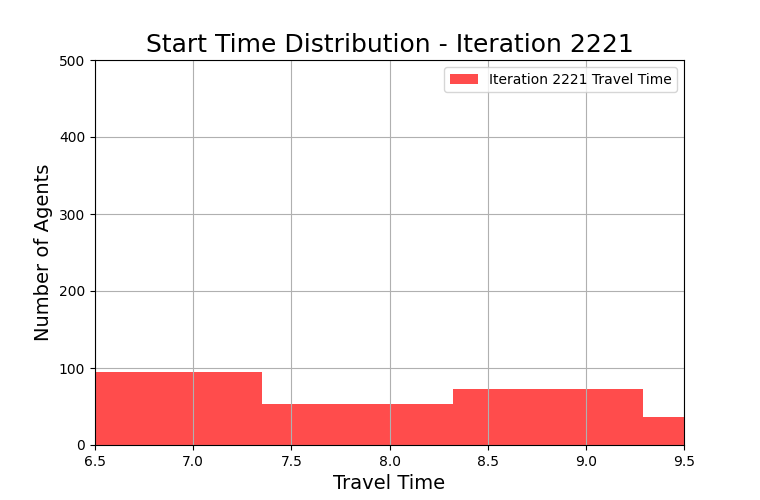 Start Time Distribution - Iteration 2221
500
Iteration 2221 Travel Time
400
300
200
100
0
Number of Agents
6.5 7.0 7.5 8.0 8.5 9.0 9.5
Travel Time